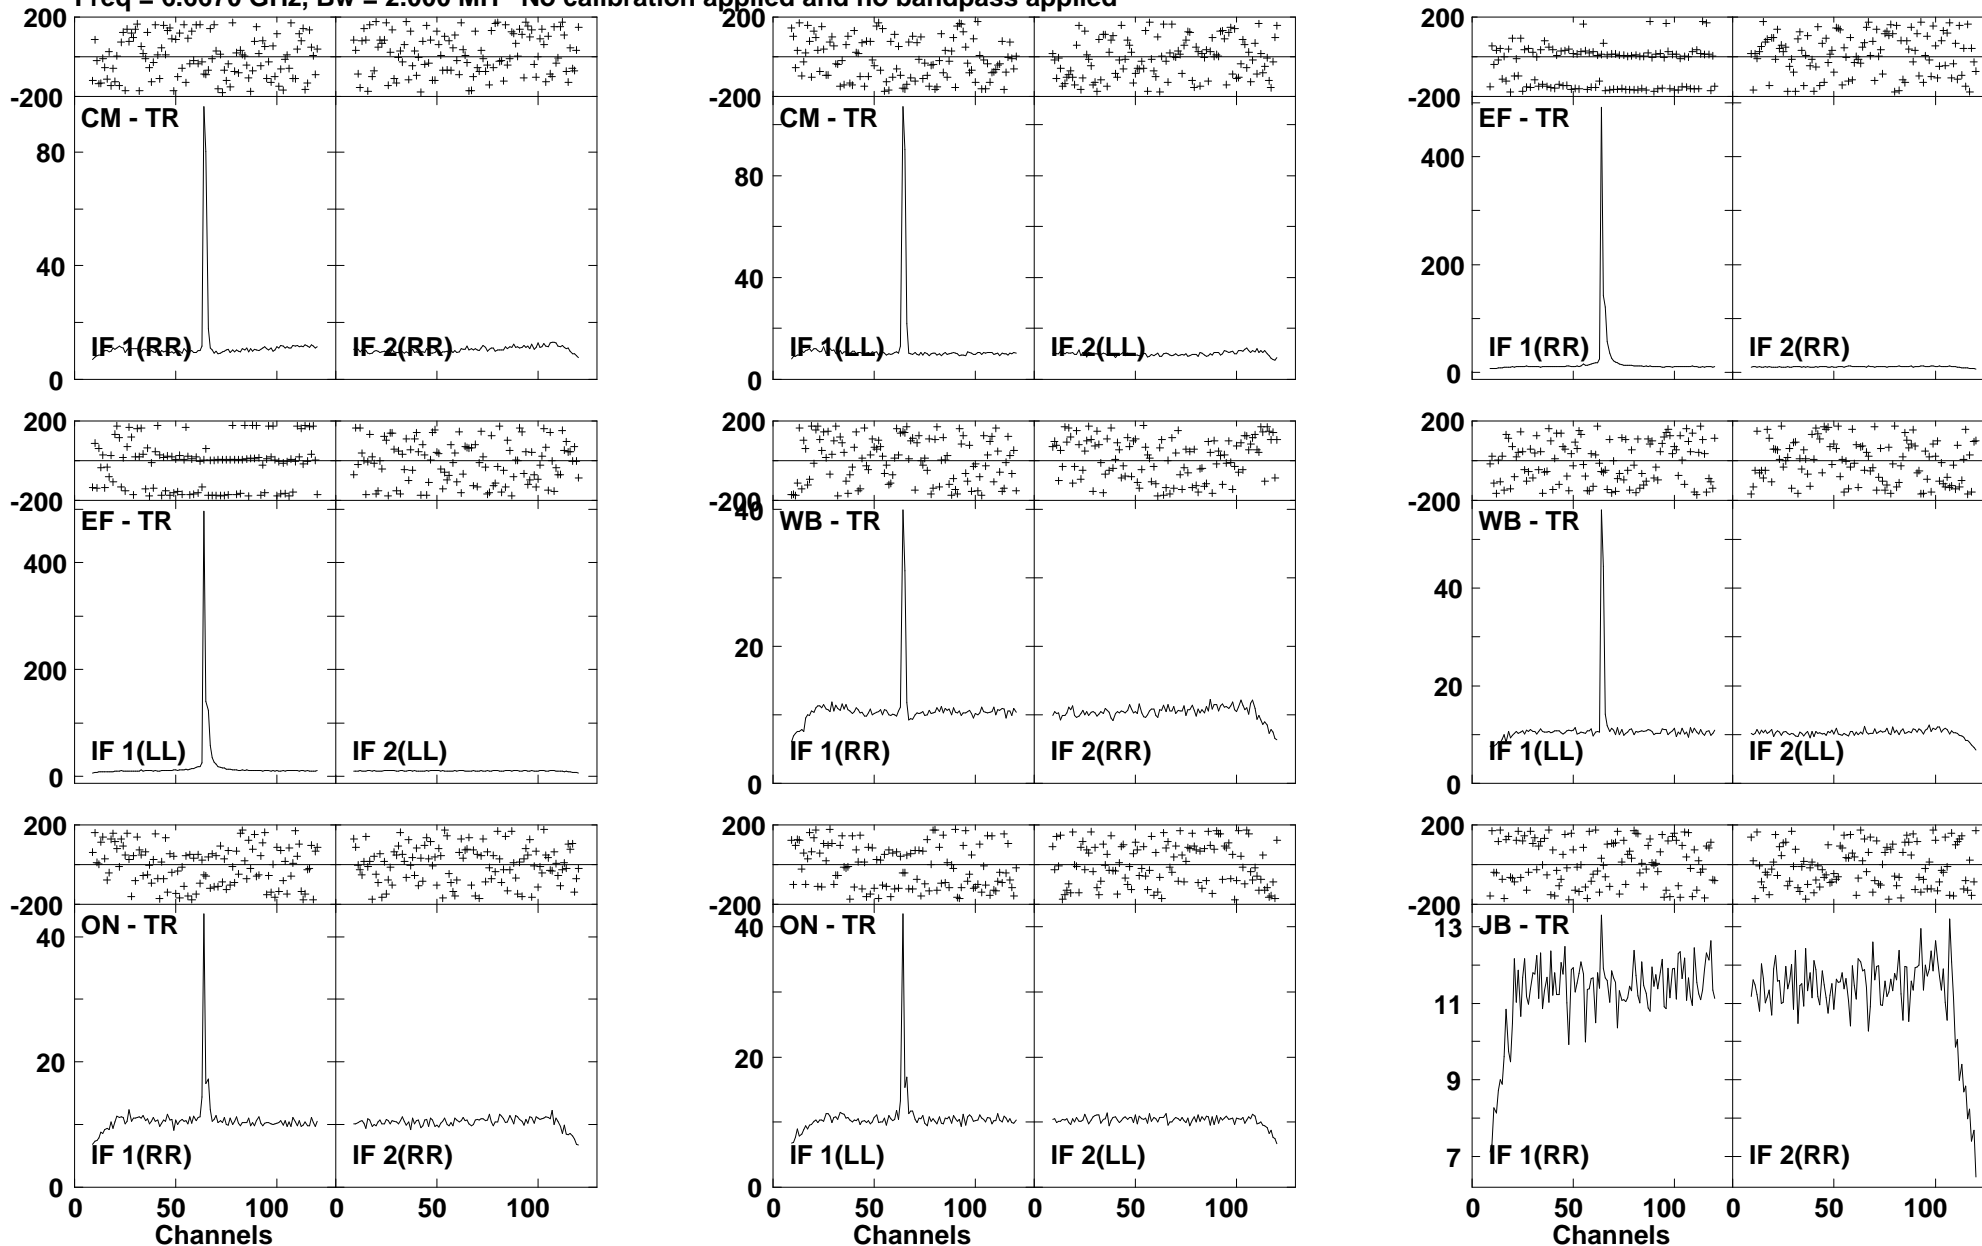 Freq = 6.6670 GHz, Bw = 2.000 MH No calibration applied and no bandpass applied
200 200 200
-200 -200 -200
CM - TR CM - TR EF - TR
80 80 400
40 40 200
IF 1(RR) IF 2(RR) IF 1(LL) IF 2(LL) IF 1(RR) IF 2(RR)
0 0 0
200 200 200
-200 -200 -200
EF - TR 40 WB - TR WB - TR
400 20 40
200 20
IF 1(LL) IF 2(LL) IF 1(RR) IF 2(RR) IF 1(LL) IF 2(LL)
0 0 0
200 200 200
-200 -200 -200
ON - TR ON - TR 13 JB - TR
40 40 11
20 20 9
IF 1(RR) IF 2(RR) IF 1(LL) IF 2(LL) 7 IF 1(RR) IF 2(RR)
0 0
0 50 100 0 50 100 0 50 100 0 50 100 0 50 100 0 50 100
Channels Channels Channels